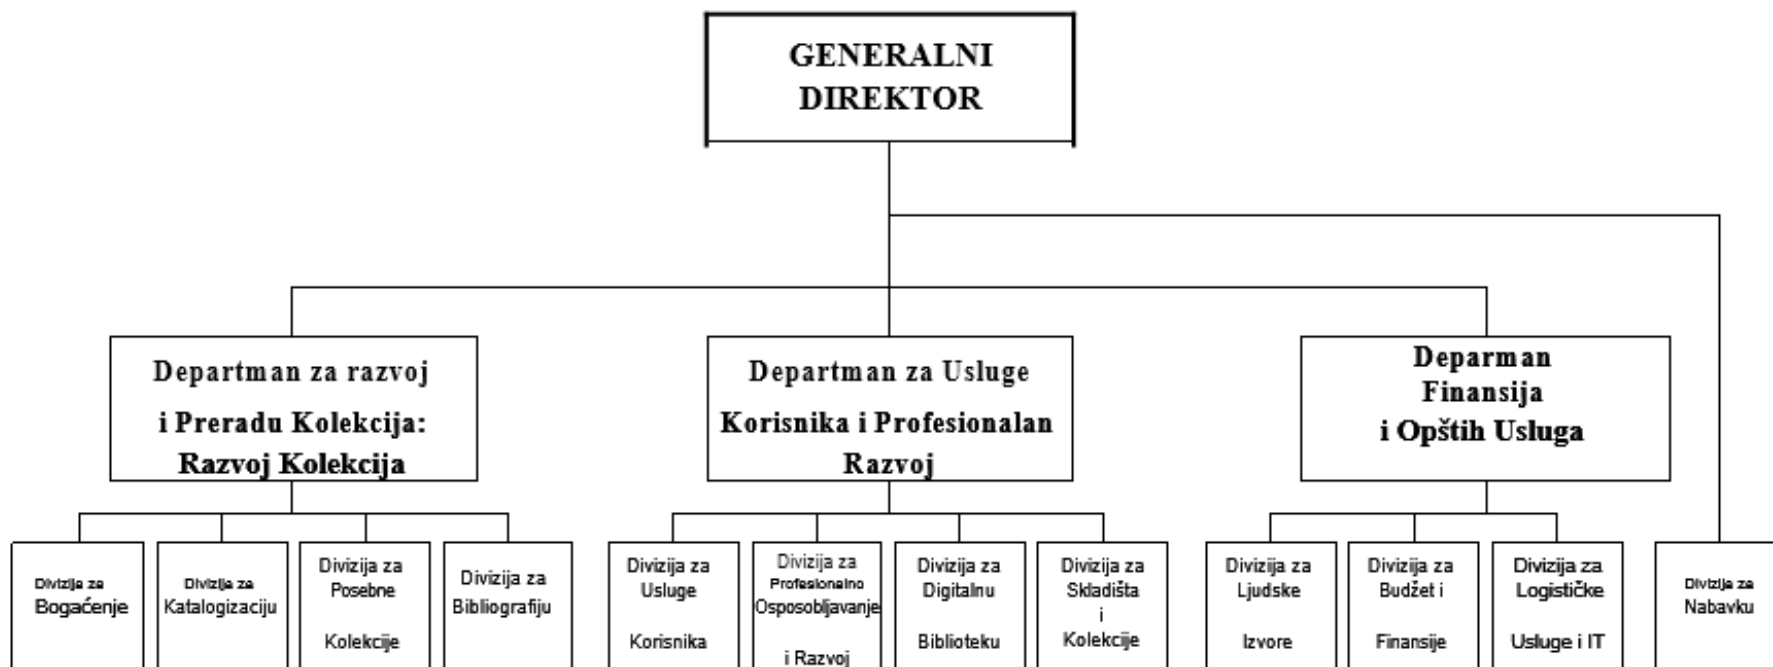 GENERALNI
DIREKTOR
Departman za razvoj
i Preradu Kolekcija:
Razvoj Kolekcija
Departman za Usluge
Korisnika i Profesionalan
Razvoj
Deparman
Finansija
i Opštih Usluga
Divizija za
Bogaćenje
Divizija za
Katalogizaciju
Divizija za
Posebne
Kolekcije
Divizija za
Bibliografiju
Divizija za
Usluge
Korisnika
Divizija za
Profesionalno
Osposobljavanje
i Razvoj
Divizija za
Digitalnu
Biblioteku
Divizija za
Skladišta
i
Kolekcije
Divizija za
Ljudske
Izvore
Divizija za
Budžet i
Finansije
Divizija za
Logističke
Usluge i IT
Divizija za
Nabavku